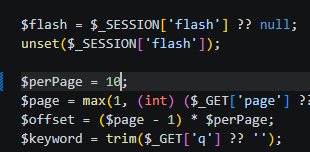 $flash = $_SESSION['flash'] ?? null;
unset($_SESSION['flash']);
$perPage = 10;
$page = max(1, (int) ($_GET['page'] ??
$offset = ($page - 1) * $perPage;
$keyword = trim($_GET['q'] ?? '');